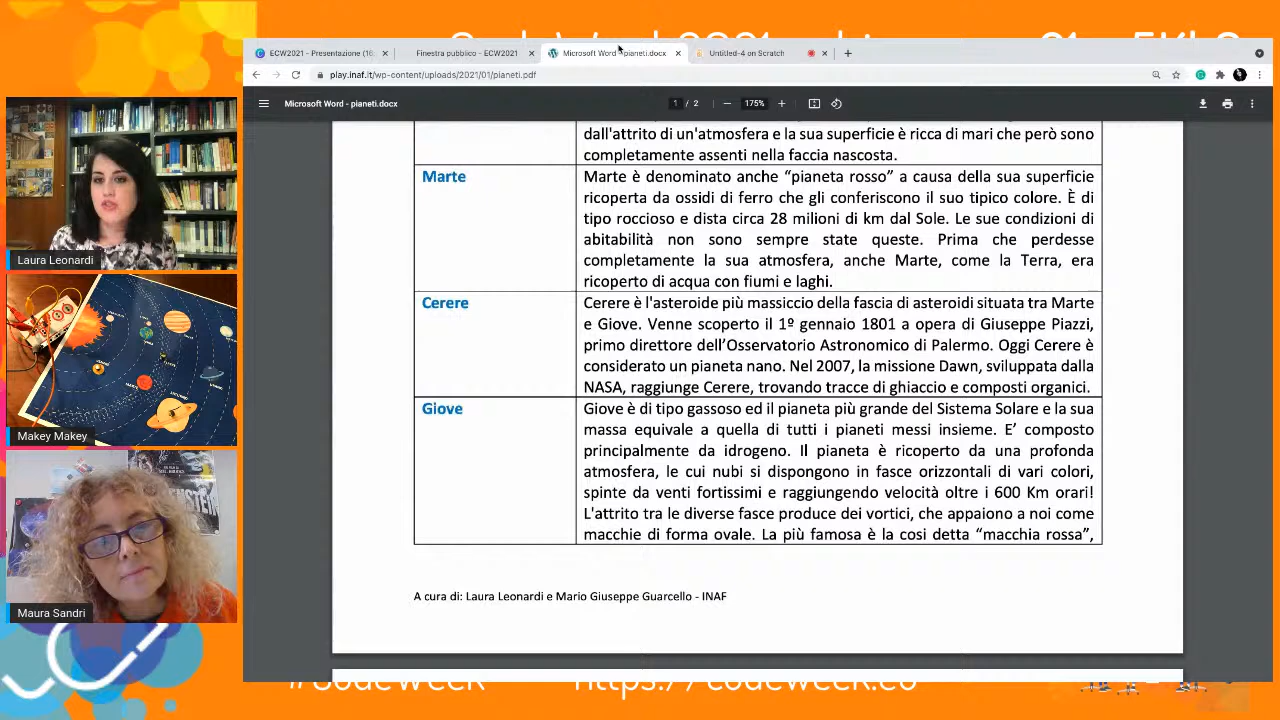 ECW2021 - Presentazione (16:
Finestra pubblico - ECW2021
Microsoft Word - pianeti.docx
Untitled-4 on Scratch
play.inaf.it/wp-content/uploads/2021/01/pianeti.pdf
Microsoft Word - pianeti.docx
1 / 2
175%
dall'attrito di un'atmosfera e la sua superficie è ricca di mari che però sono
completamente assenti nella faccia nascosta.
Marte
Marte è denominato anche “pianeta rosso” a causa della sua superficie
ricoperta da ossidi di ferro che gli conferiscono il suo tipico colore. È di
tipo roccioso e dista circa 28 milioni di km dal Sole. Le sue condizioni di
abitabilità non sono sempre state queste. Prima che perdesse
completamente la sua atmosfera, anche Marte, come la Terra, era
ricoperto di acqua con fiumi e laghi.
Cerere
Cerere è l'asteroide più massiccio della fascia di asteroidi situata tra Marte
e Giove. Venne scoperto il 1º gennaio 1801 a opera di Giuseppe Piazzi,
primo direttore dell’Osservatorio Astronomico di Palermo. Oggi Cerere è
considerato un pianeta nano. Nel 2007, la missione Dawn, sviluppata dalla
NASA, raggiunge Cerere, trovando tracce di ghiaccio e composti organici.
Giove
Giove è di tipo gassoso ed il pianeta più grande del Sistema Solare e la sua
massa equivale a quella di tutti i pianeti messi insieme. E’ composto
principalmente da idrogeno. Il pianeta è ricoperto da una profonda
atmosfera, le cui nubi si dispongono in fasce orizzontali di vari colori,
spinte da venti fortissimi e raggiungendo velocità oltre i 600 Km orari!
L'attrito tra le diverse fasce produce dei vortici, che appaiono a noi come
macchie di forma ovale. La più famosa è la cosi detta “macchia rossa”,
A cura di: Laura Leonardi e Mario Giuseppe Guarcello - INAF
Laura Leonardi
Makey Makey
Maura Sandri
#CodeWeek
https://codeweek.eu